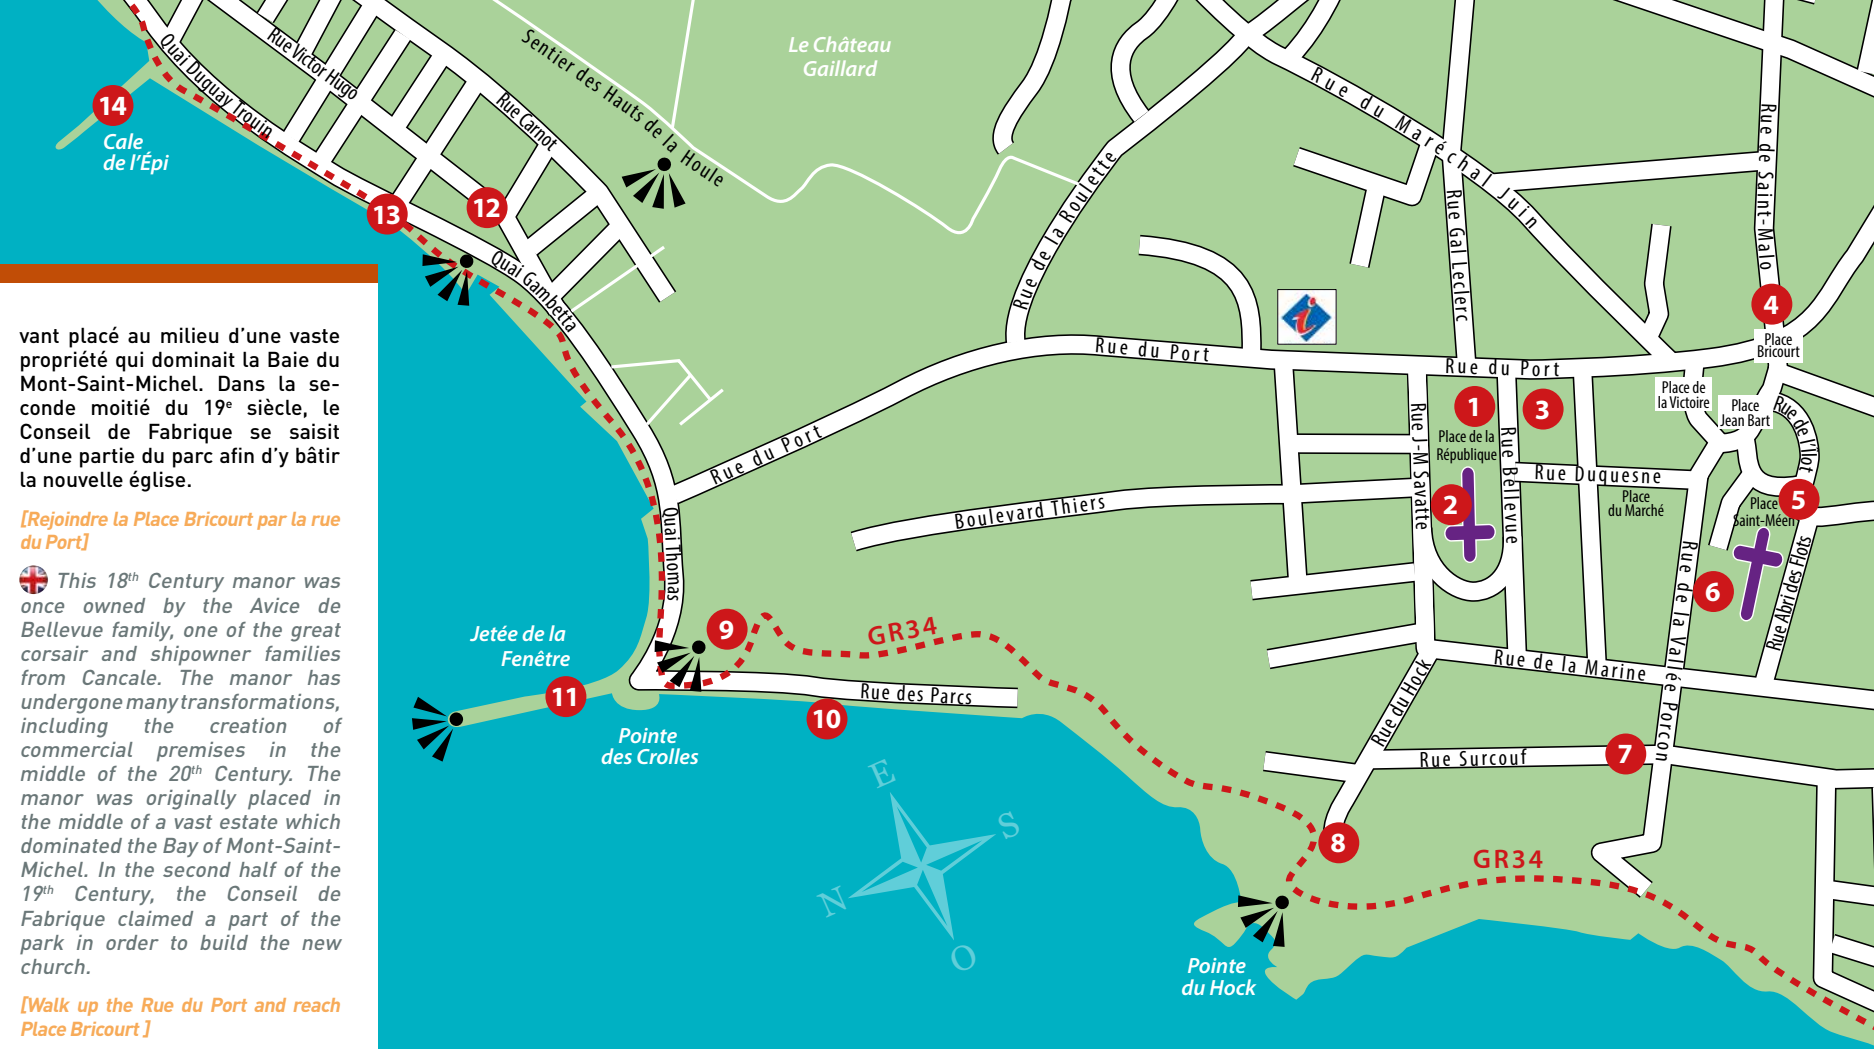 vant placé au milieu d’une vaste
propriété qui dominait la Baie du
Mont-Saint-Michel. Dans la se-
conde moitié du 19e siècle, le
Conseil de Fabrique se saisit
d’une partie du parc afin d’y bâtir
la nouvelle église.
[Rejoindre la Place Bricourt par la rue
du Port]
This 18th Century manor was
once owned by the Avice de
Bellevue family, one of the great
corsair and shipowner families
from Cancale. The manor has
undergone many transformations,
including the creation of
commercial premises in the
middle of the 20th Century. The
manor was originally placed in
the middle of a vast estate which
dominated the Bay of Mont-Saint-
Michel. In the second half of the
19th Century, the Conseil de
Fabrique claimed a part of the
park in order to build the new
church.
[Walk up the Rue du Port and reach
Place Bricourt ]
Quai Duquay Trouin
Rue Victor Hugo
Rue Carnot
Sentier des Hauts de la Houle
Le Château
Gaillard
14
Cale
de l’Épi
13
12
Quai Gambetta
Rue de la Roulette
Rue du Maréchal Juin
Rue Gal Leclerc
Rue de Saint-Malo
4
Place
Bricourt
i
Rue du Port
Rue du Port
Rue du Port
1
Place de la
République
2
3
Rue J-M Savatte
Rue Bellevue
Rue Duquesne
Place
du Marché
Place de
la Victoire
Place
Jean Bart
Rue de l’Ilot
5
Place
Saint-Méen
6
Rue Abri des Flots
Rue de la Vallée Porcon
Boulevard Thiers
Quai Thomas
9
GR34
Jetée de la
Fenêtre
11
Rue des Parcs
10
Pointe
des Crolles
E
S
N
O
Rue de la Marine
Rue du Hock
Rue Surcouf
7
8
GR34
Pointe
du Hock